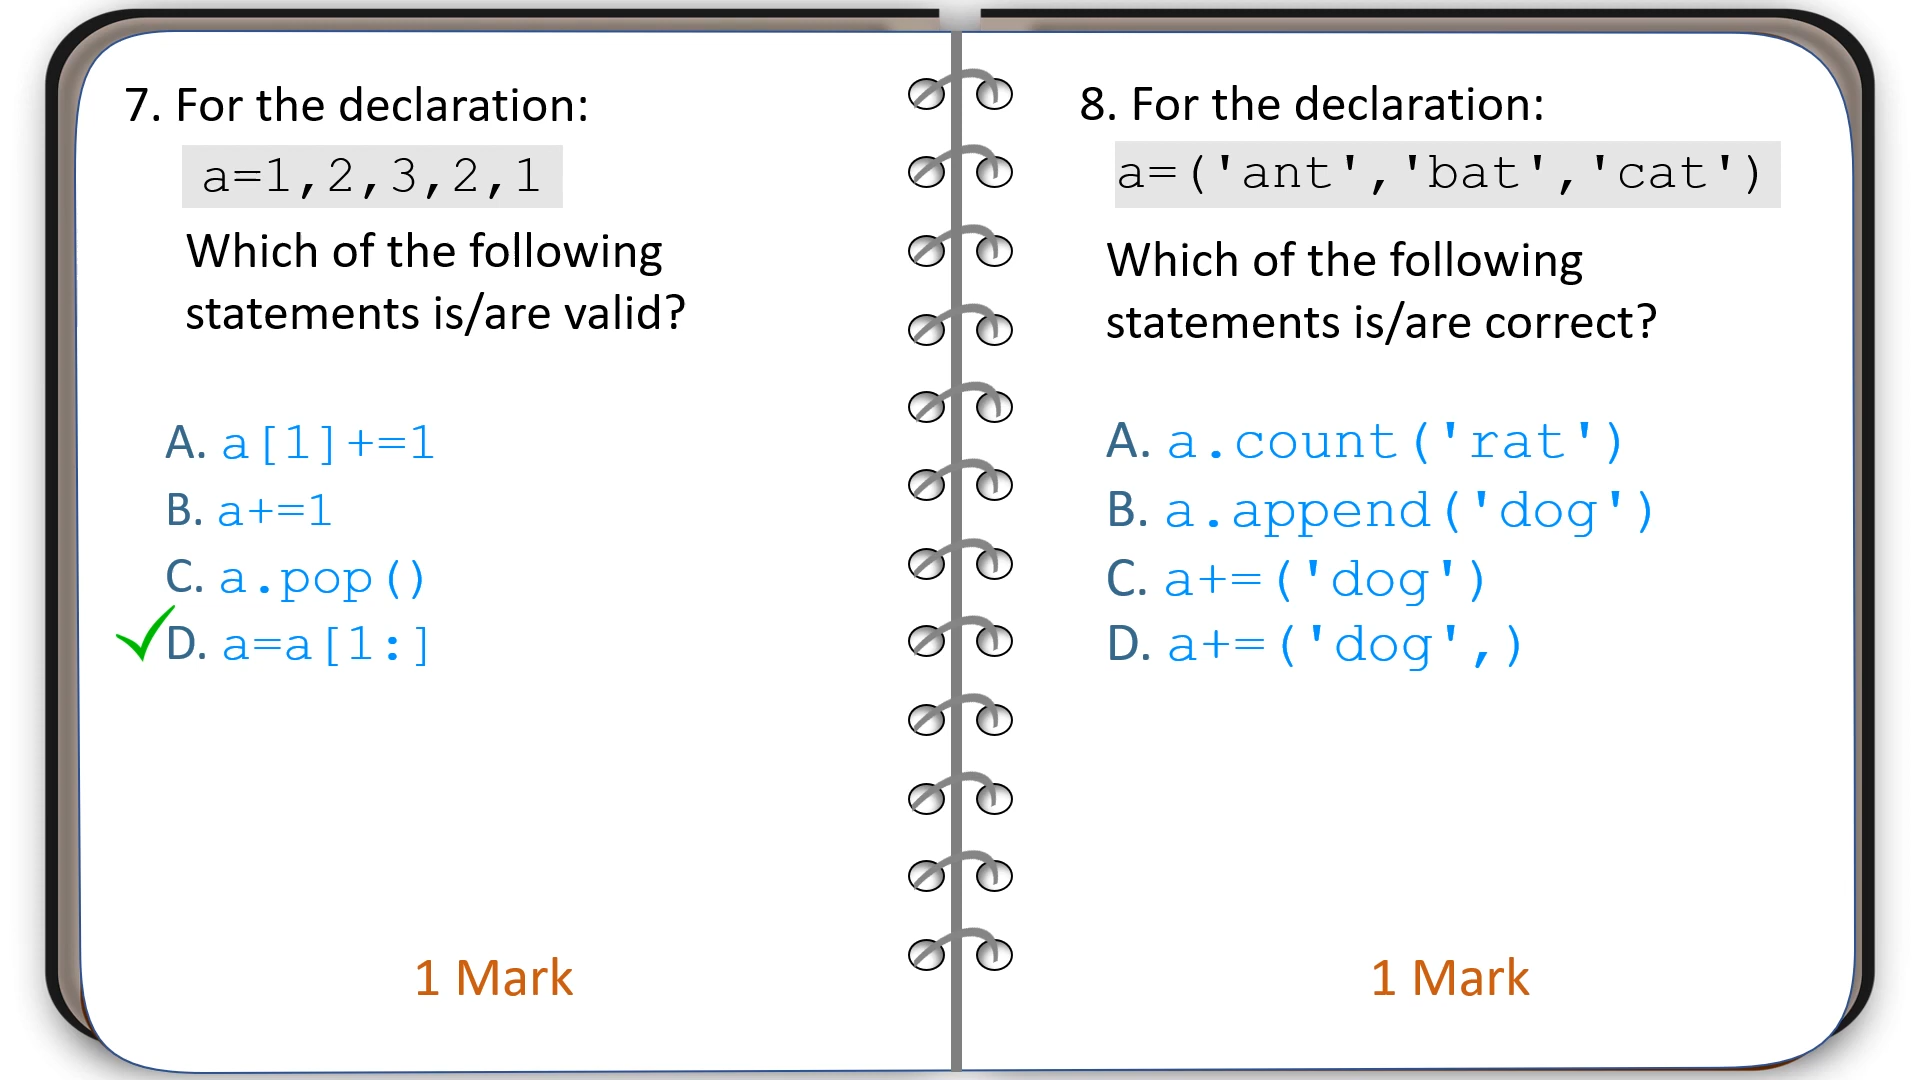 7. For the declaration:
a=1,2,3,2,1
Which of the following
statements is/are valid?
A. a[1]+=1
B. a+=1
C. a.pop()
D. a=a[1:]
1 Mark
8. For the declaration:
a=('ant','bat','cat')
Which of the following
statements is/are correct?
A. a.count('rat')
B. a.append('dog')
C. a+=('dog')
D. a+=('dog',)
1 Mark